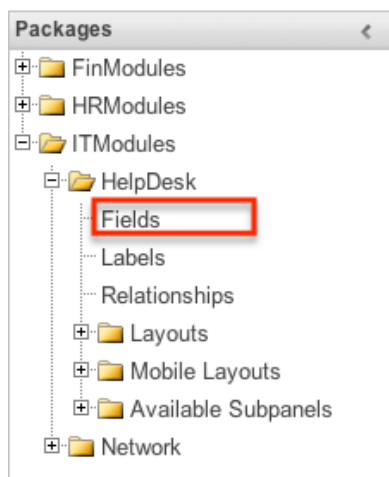 Packages
FinModules
HRModules
ITModules
HelpDesk
Fields
Labels
Relationships
Layouts
Mobile Layouts
Available Subpanels
Network